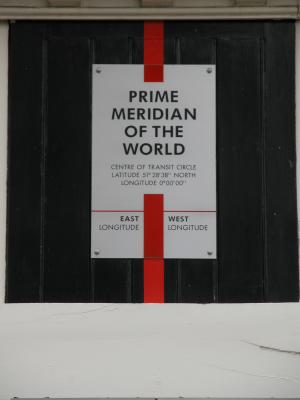 PRIME
MERIDIAN
OF THE
WORLD
CENTRE OF TRANSIT CIRCLE
LATITUDE 51° 28' 38'' NORTH
LONGITUDE 0° 00' 00''
EAST
LONGITUDE
WEST
LONGITUDE